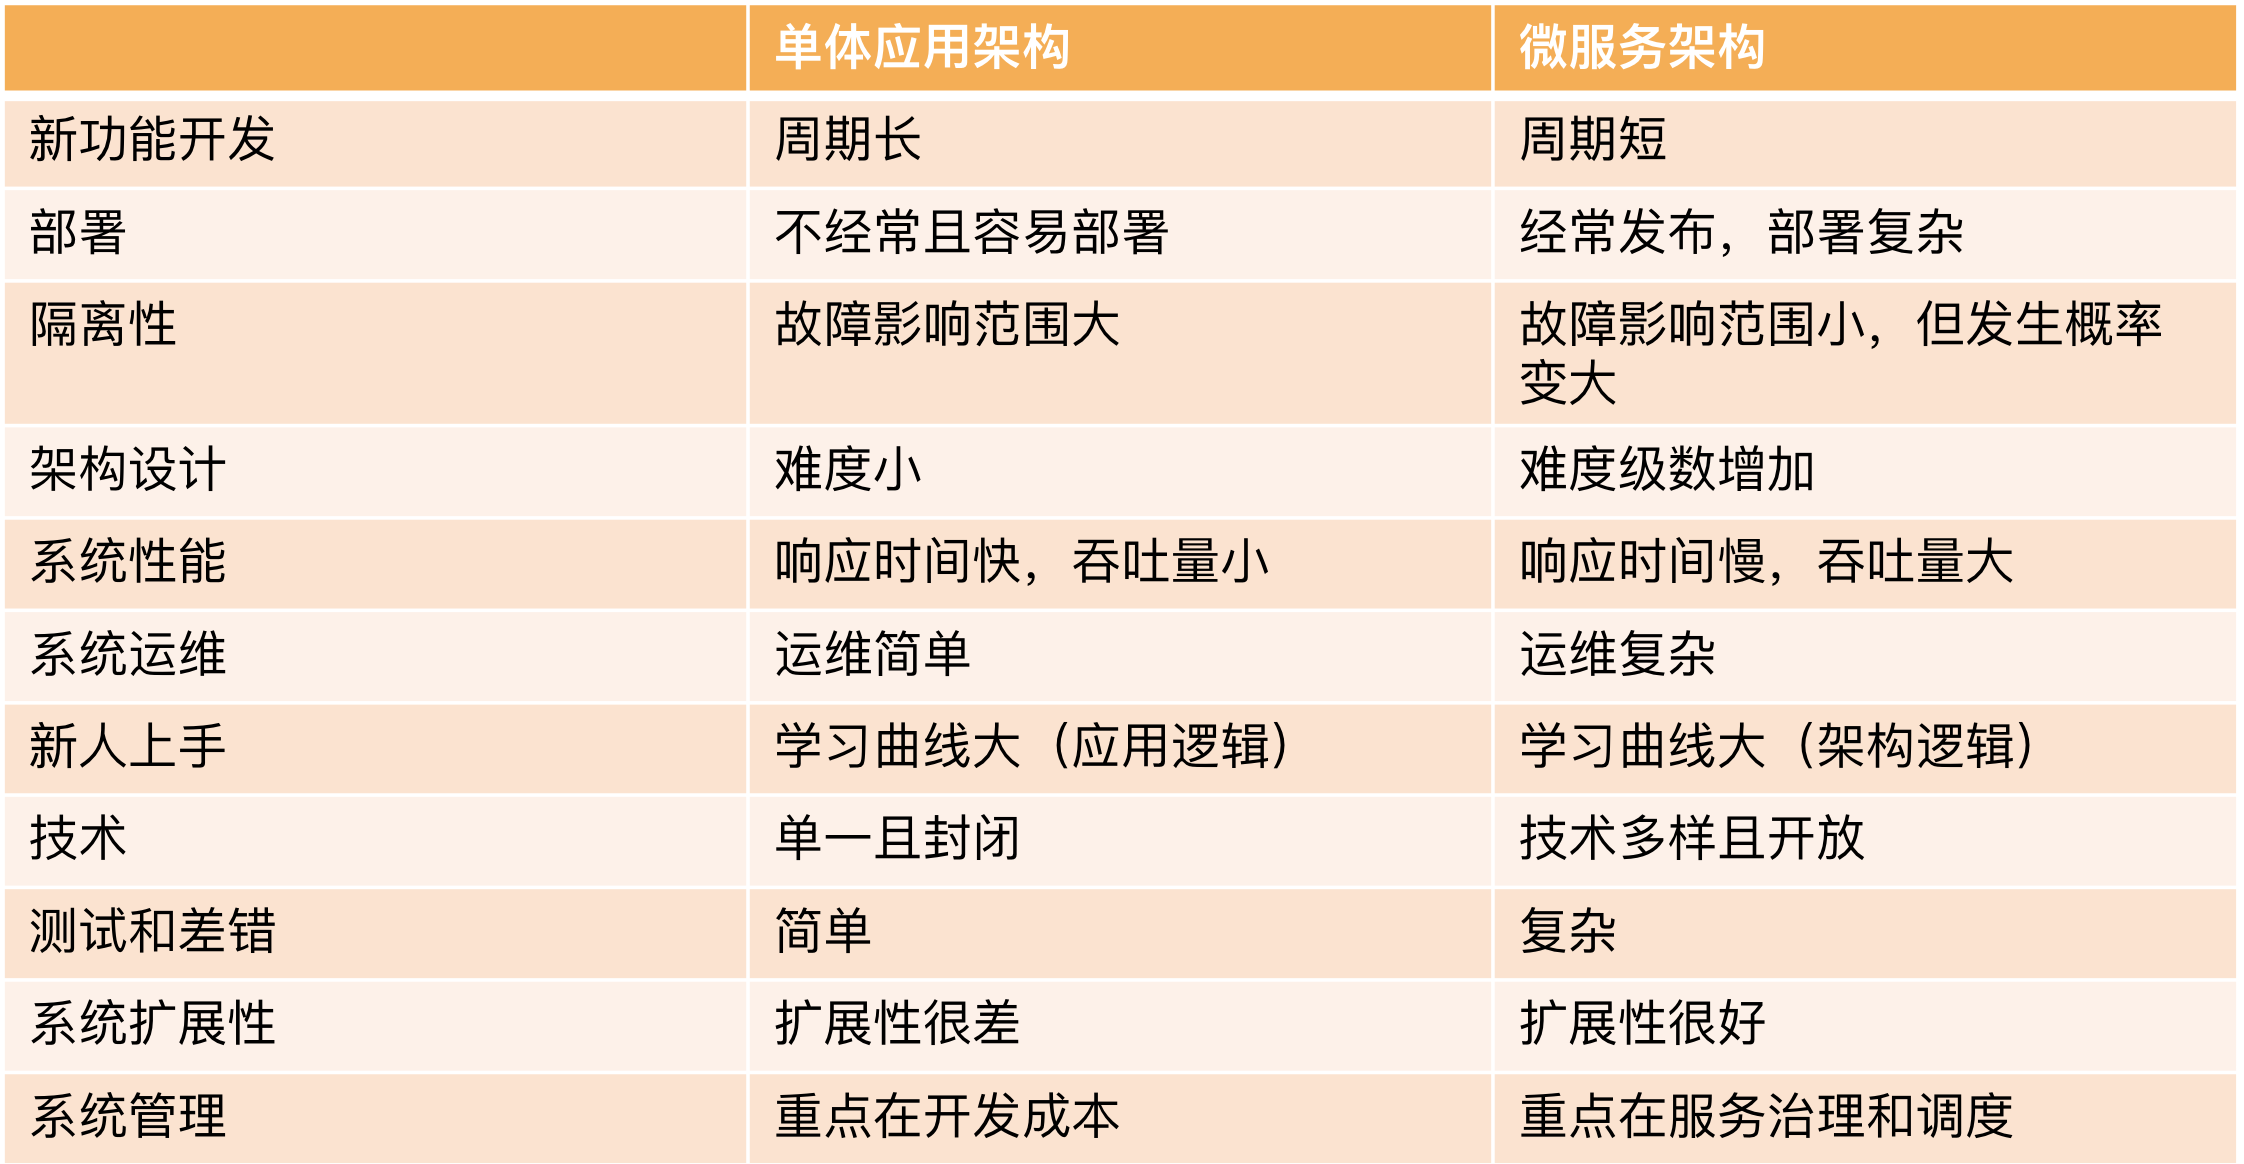 单体应用架构 微服务架构
新功能开发 周期长 周期短
部署 不经常且容易部署 经常发布，部署复杂
隔离性 故障影响范围大 故障影响范围小，但发生概率
变大
架构设计 难度小 难度级数增加
系统性能 响应时间快，吞吐量小 响应时间慢，吞吐量大
系统运维 运维简单 运维复杂
新人上手 学习曲线大（应用逻辑） 学习曲线大（架构逻辑）
技术 单一且封闭 技术多样且开放
测试和差错 简单 复杂
系统扩展性 扩展性很差 扩展性很好
系统管理 重点在开发成本 重点在服务治理和调度